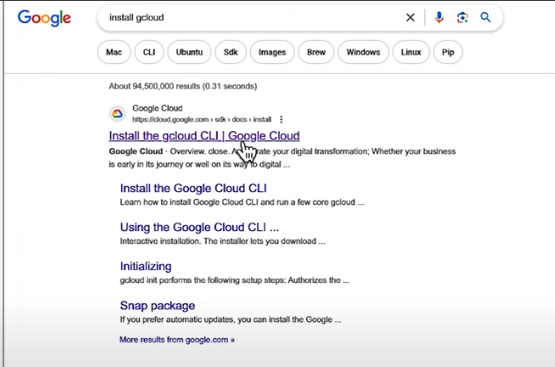 Google
install gcloud
Mac CLI Ubuntu Sdk Images Brew Windows Linux Pip
About 94,500,000 results (0.31 seconds)
Google Cloud
https://cloud.google.com › sdk › docs › install
Install the gcloud CLI | Google Cloud
Google Cloud · Overview. close. your digital transformation; Whether your business
is early in its journey or well on its way to digital ...
Install the Google Cloud CLI
Learn how to install Google Cloud CLI and run a few core gcloud ...
Using the Google Cloud CLI ...
Interactive installation. The installer lets you download ...
Initializing
gcloud init performs the following setup steps: Authorizes the ...
Snap package
If you prefer automatic updates, you can install the Google ...
More results from google.com »